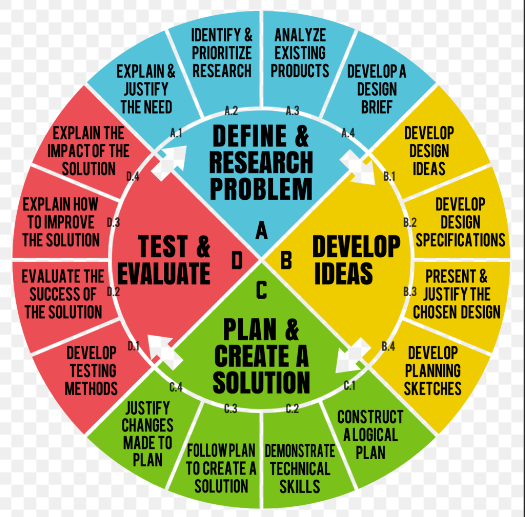 EXPLAIN &
JUSTIFY
THE NEED
IDENTIFY &
PRIORITIZE
RESEARCH
ANALYZE
EXISTING
PRODUCTS
DEVELOP A
DESIGN
BRIEF
A.1
A.2
A.3
A.4
DEFINE &
RESEARCH
PROBLEM
A
DEVELOP
DESIGN
IDEAS
DEVELOP
DESIGN
SPECIFICATIONS
PRESENT &
JUSTIFY THE
CHOSEN DESIGN
DEVELOP
PLANNING
SKETCHES
B.1
B.2
B.3
B.4
B
DEVELOP
IDEAS
C
PLAN &
CREATE A
SOLUTION
C.1
C.2
C.3
C.4
CONSTRUCT
A LOGICAL
PLAN
DEMONSTRATE
TECHNICAL
SKILLS
FOLLOW PLAN
TO CREATE A
SOLUTION
JUSTIFY
CHANGES
MADE TO
PLAN
TEST &
EVALUATE
D
D.1
D.2
D.3
D.4
DEVELOP
TESTING
METHODS
EVALUATE THE
SUCCESS OF
THE SOLUTION
EXPLAIN HOW
TO IMPROVE
THE SOLUTION
EXPLAIN THE
IMPACT OF THE
SOLUTION